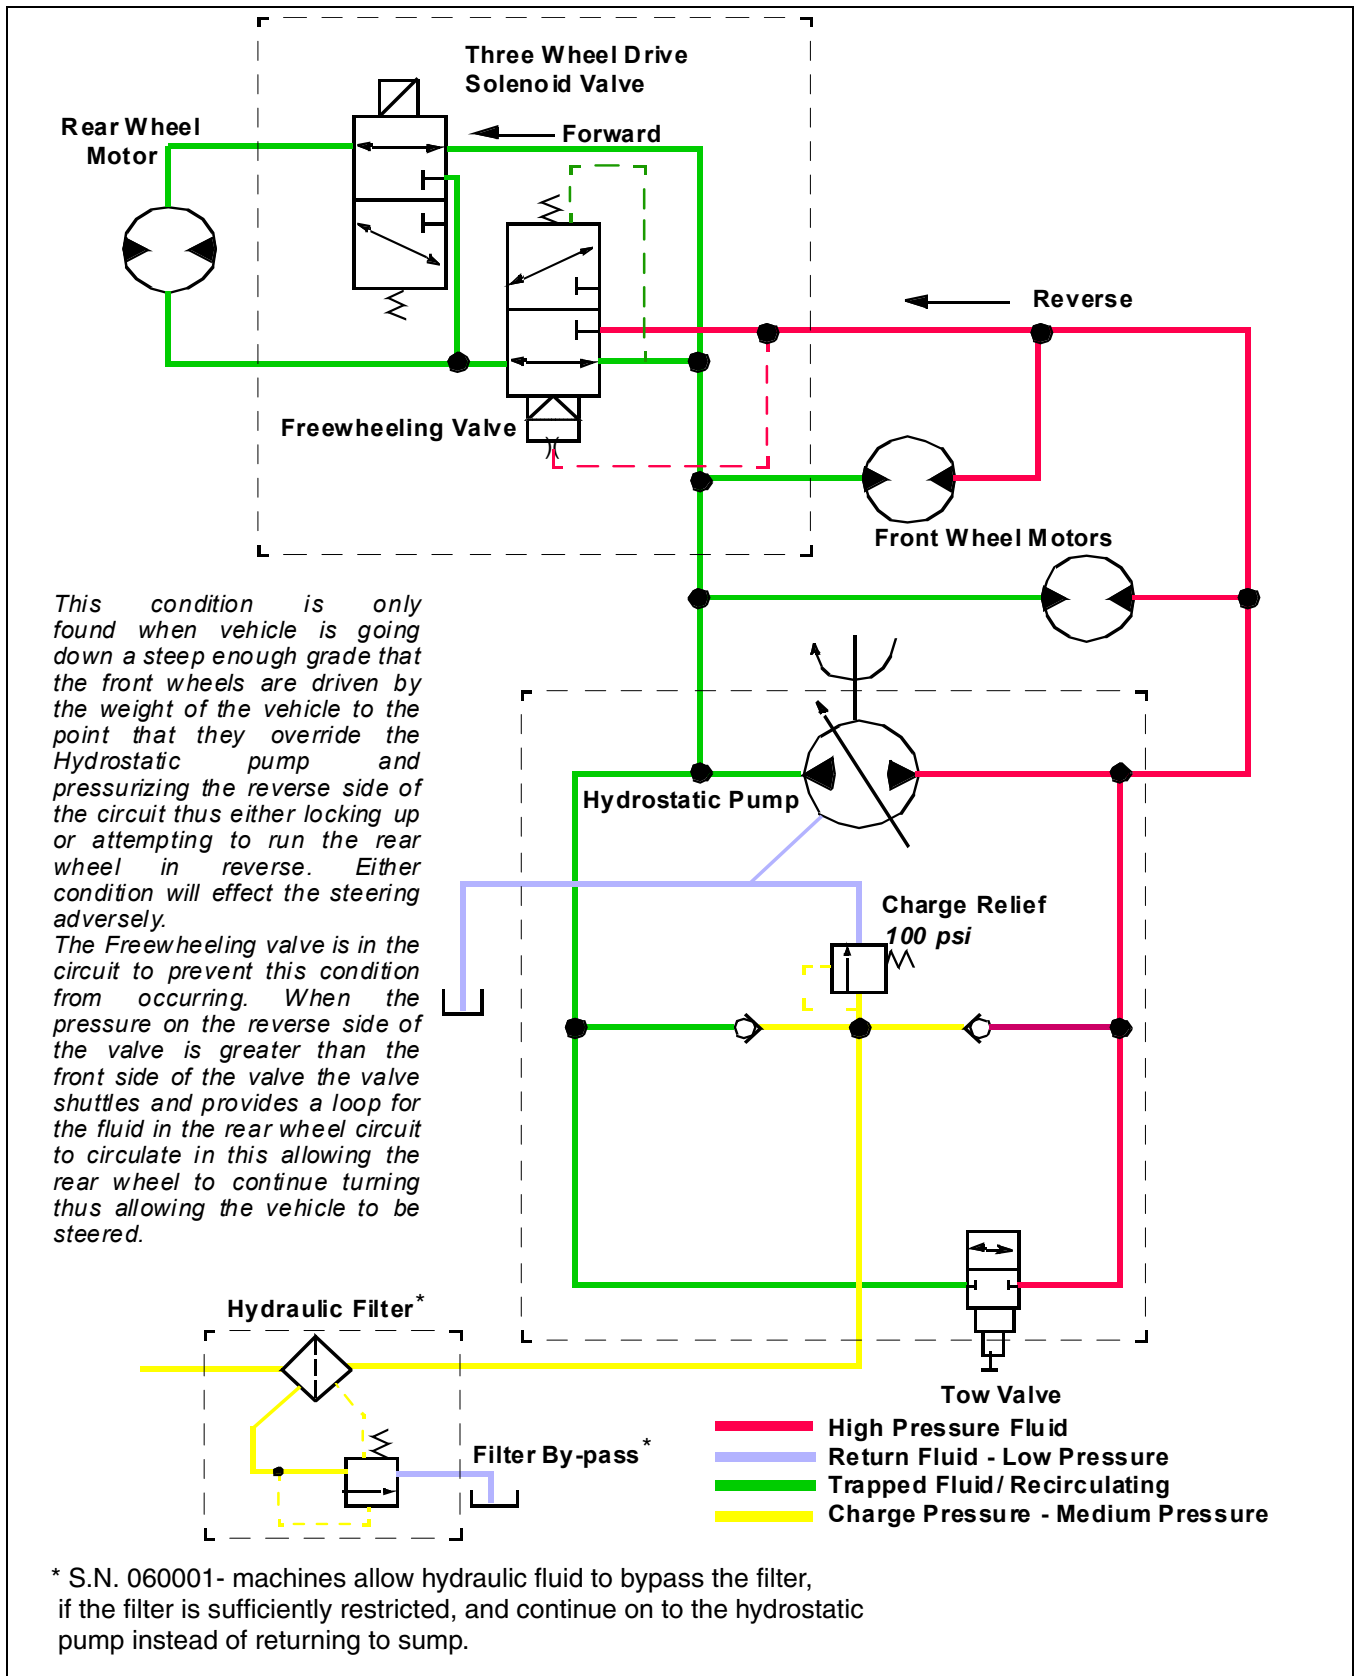 Three Wheel Drive
Solenoid Valve
Rear Wheel
Motor
Forward
Reverse
Freewheeling Valve
Front Wheel Motors
This condition is only
found when vehicle is going
down a steep enough grade that
the front wheels are driven by
the weight of the vehicle to the
point that they override the
Hydrostatic pump and
pressurizing the reverse side of
the circuit thus either locking up
or attempting to run the rear
wheel in reverse. Either
condition will effect the steering
adversely.
The Freewheeling valve is in the
circuit to prevent this condition
from occurring. When the
pressure on the reverse side of
the valve is greater than the
front side of the valve the valve
shuttles and provides a loop for
the fluid in the rear wheel circuit
to circulate in this allowing the
rear wheel to continue turning
thus allowing the vehicle to be
steered.
Hydrostatic Pump
Charge Relief
100 psi
Hydraulic Filter*
Tow Valve
Filter By-pass*
High Pressure Fluid
Return Fluid - Low Pressure
Trapped Fluid/Recirculating
Charge Pressure - Medium Pressure
* S.N. 060001- machines allow hydraulic fluid to bypass the filter,
if the filter is sufficiently restricted, and continue on to the hydrostatic
pump instead of returning to sump.